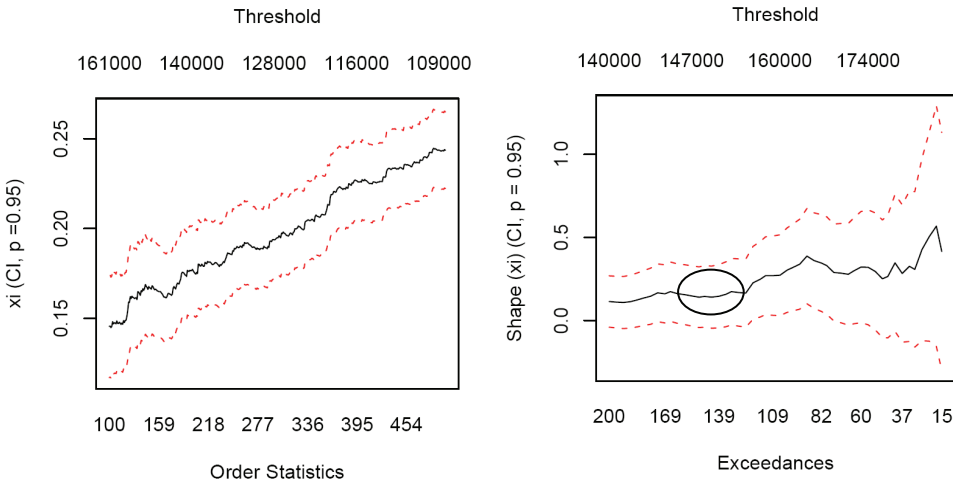 Threshold
161000 140000 128000 116000 109000
xi (CI, p =0.95)
0.25
0.20
0.15
100 159 218 277 336 395 454
Order Statistics
Threshold
140000 147000 160000 174000
Shape (xi) (CI, p = 0.95)
1.0
0.5
0.0
200 169 139 109 82 60 37 15
Exceedances